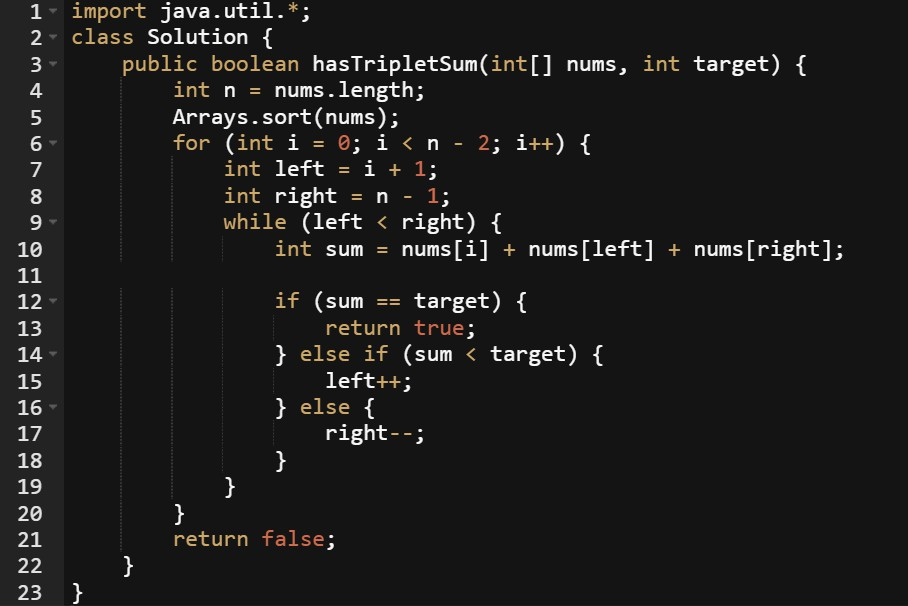 1 import java.util.*;
2 class Solution {
3     public boolean hasTripletSum(int[] nums, int target) {
4         int n = nums.length;
5         Arrays.sort(nums);
6         for (int i = 0; i < n - 2; i++) {
7             int left = i + 1;
8             int right = n - 1;
9             while (left < right) {
10                 int sum = nums[i] + nums[left] + nums[right];
11
12                 if (sum == target) {
13                     return true;
14                 } else if (sum < target) {
15                     left++;
16                 } else {
17                     right--;
18                 }
19             }
20         }
21         return false;
22     }
23 }